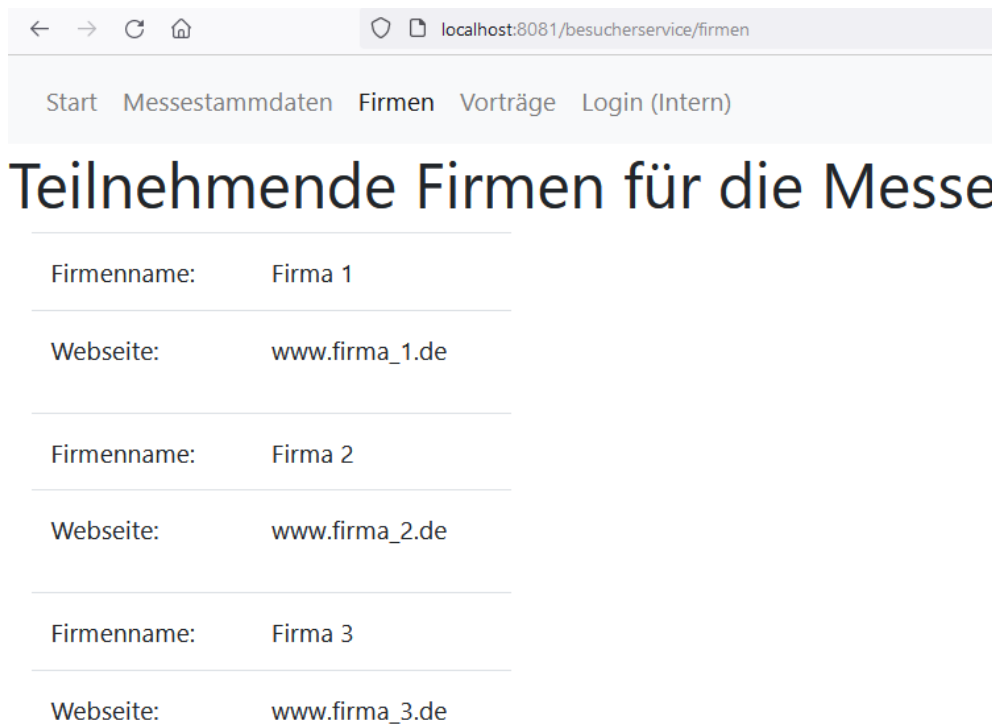 localhost:8081/besucherservice/firmen
Start Messestammdaten Firmen Vorträge Login (Intern)
Teilnehmende Firmen für die Messe
Firmenname: Firma 1
Webseite: www.firma_1.de
Firmenname: Firma 2
Webseite: www.firma_2.de
Firmenname: Firma 3
Webseite: www.firma_3.de